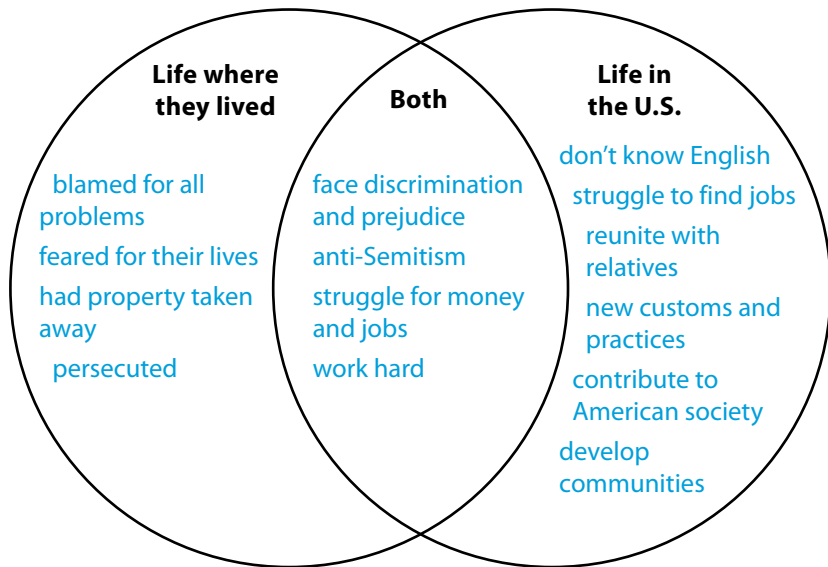 Life where
they lived
blamed for all
problems
feared for their lives
had property taken
away
persecuted
Both
face discrimination
and prejudice
anti-Semitism
struggle for money
and jobs
work hard
Life in
the U.S.
don’t know English
struggle to find jobs
reunite with
relatives
new customs and
practices
contribute to
American society
develop
communities